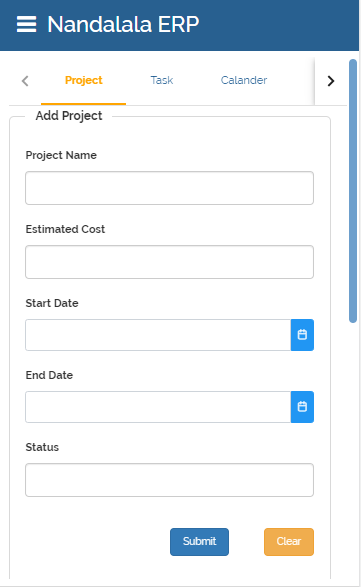 Nandalala ERP
Project Task Calander
Add Project
Project Name
Estimated Cost
Start Date
End Date
Status
Submit Clear